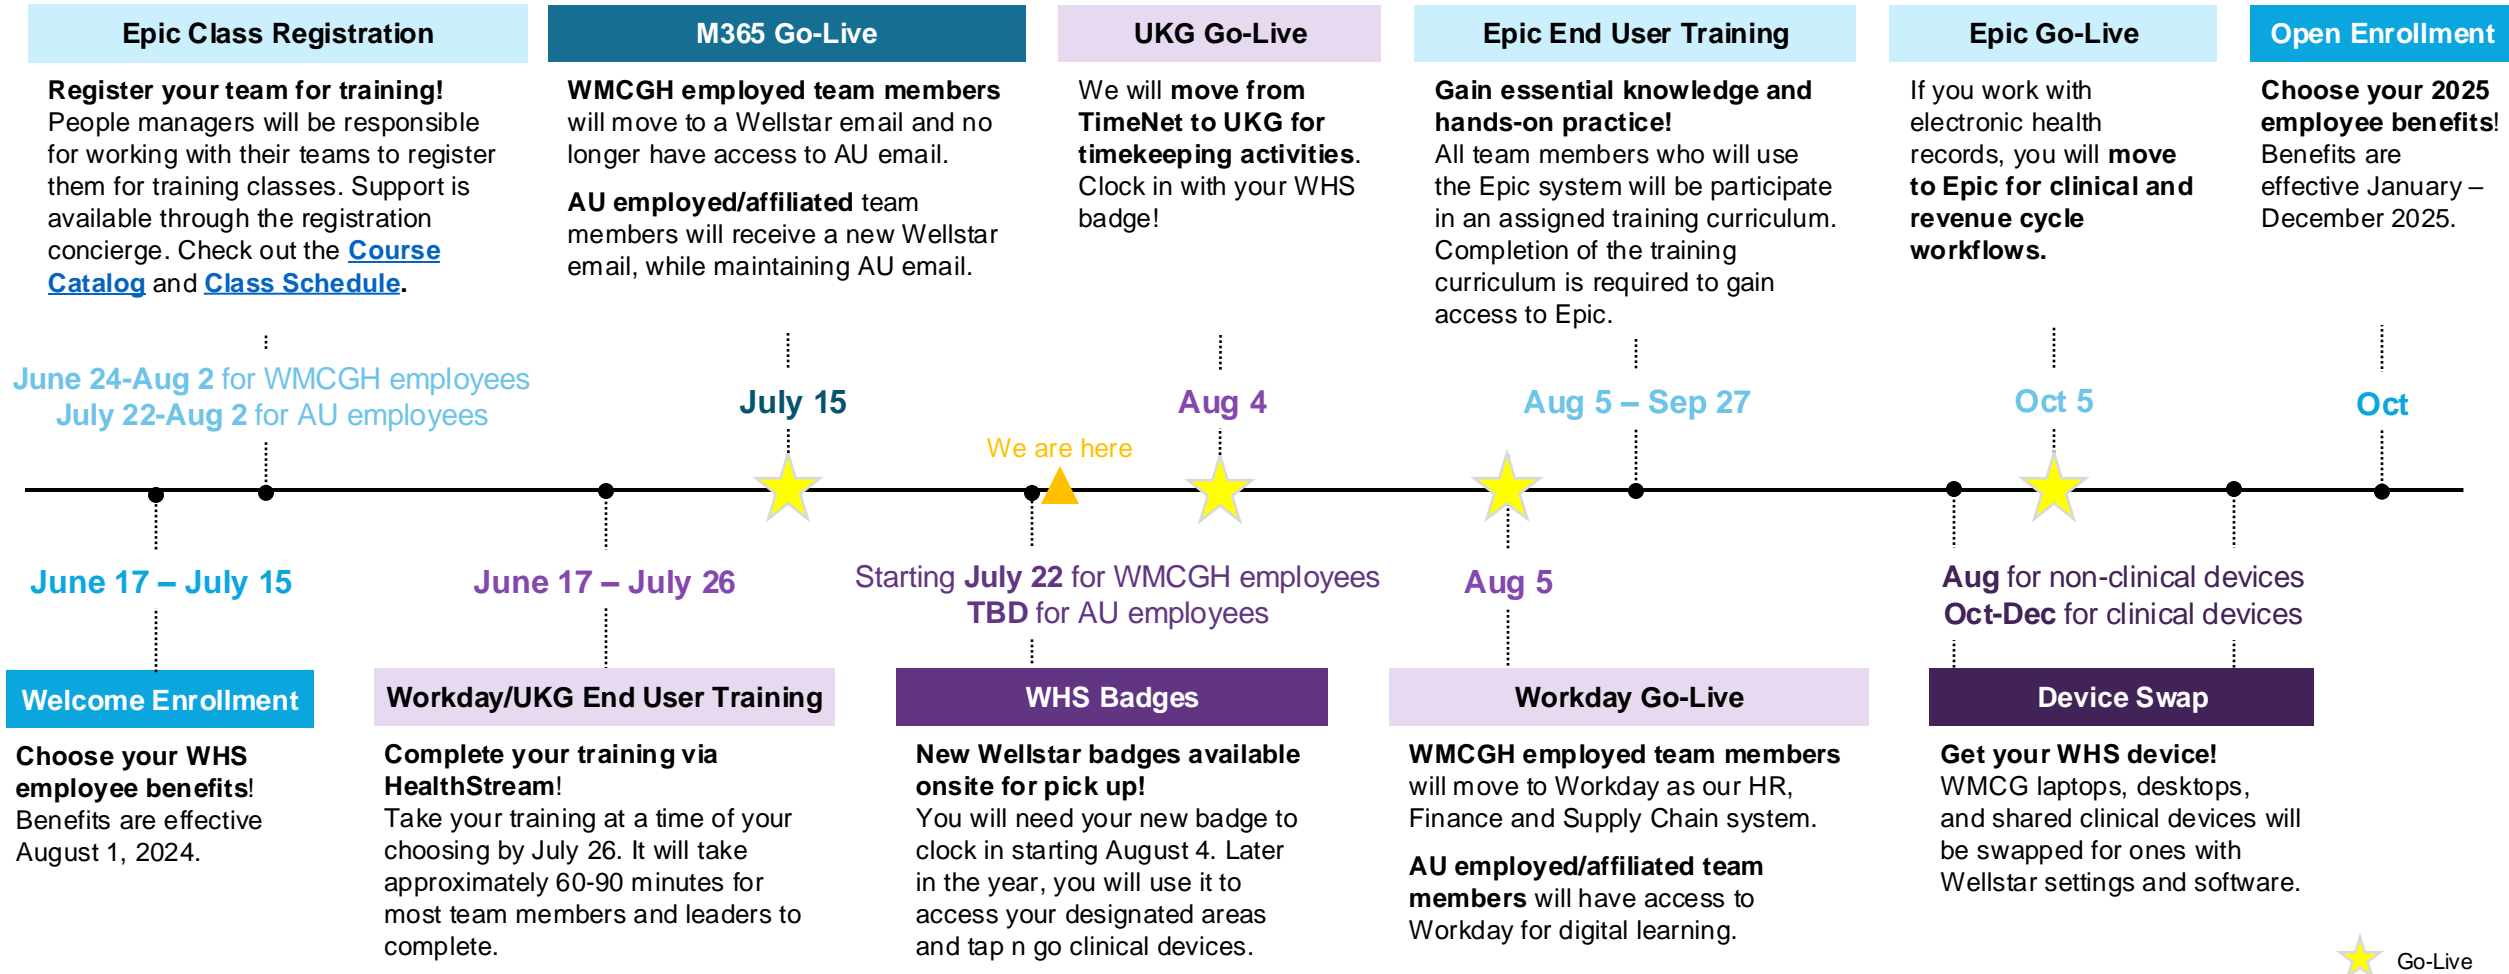 Epic Class Registration
Register your team for training!
People managers will be responsible
for working with their teams to register
them for training classes. Support is
available through the registration
concierge. Check out the Course
Catalog and Class Schedule.
June 24-Aug 2 for WMCGH employees
July 22-Aug 2 for AU employees
M365 Go-Live
WMCGH employed team members
will move to a Wellstar email and no
longer have access to AU email.
AU employed/affiliated team
members will receive a new Wellstar
email, while maintaining AU email.
July 15
UKG Go-Live
We will move from
TimeNet to UKG for
timekeeping activities.
Clock in with your WHS
badge!
Aug 4
Epic End User Training
Gain essential knowledge and
hands-on practice!
All team members who will use
the Epic system will be participate
in an assigned training curriculum.
Completion of the training
curriculum is required to gain
access to Epic.
Aug 5 – Sep 27
Epic Go-Live
If you work with
electronic health
records, you will move
to Epic for clinical and
revenue cycle
workflows.
Oct 5
Open Enrollment
Choose your 2025
employee benefits!
Benefits are
effective January –
December 2025.
Oct
We are here
June 17 – July 15
Welcome Enrollment
Choose your WHS
employee benefits!
Benefits are effective
August 1, 2024.
June 17 – July 26
Workday/UKG End User Training
Complete your training via
HealthStream!
Take your training at a time of your
choosing by July 26. It will take
approximately 60-90 minutes for
most team members and leaders to
complete.
Starting July 22 for WMCGH employees
TBD for AU employees
WHS Badges
New Wellstar badges available
onsite for pick up!
You will need your new badge to
clock in starting August 4. Later
in the year, you will use it to
access your designated areas
and tap n go clinical devices.
Aug 5
Workday Go-Live
WMCGH employed team members
will move to Workday as our HR,
Finance and Supply Chain system.
AU employed/affiliated team
members will have access to
Workday for digital learning.
Aug for non-clinical devices
Oct-Dec for clinical devices
Device Swap
Get your WHS device!
WMCG laptops, desktops,
and shared clinical devices will
be swapped for ones with
Wellstar settings and software.
Go-Live